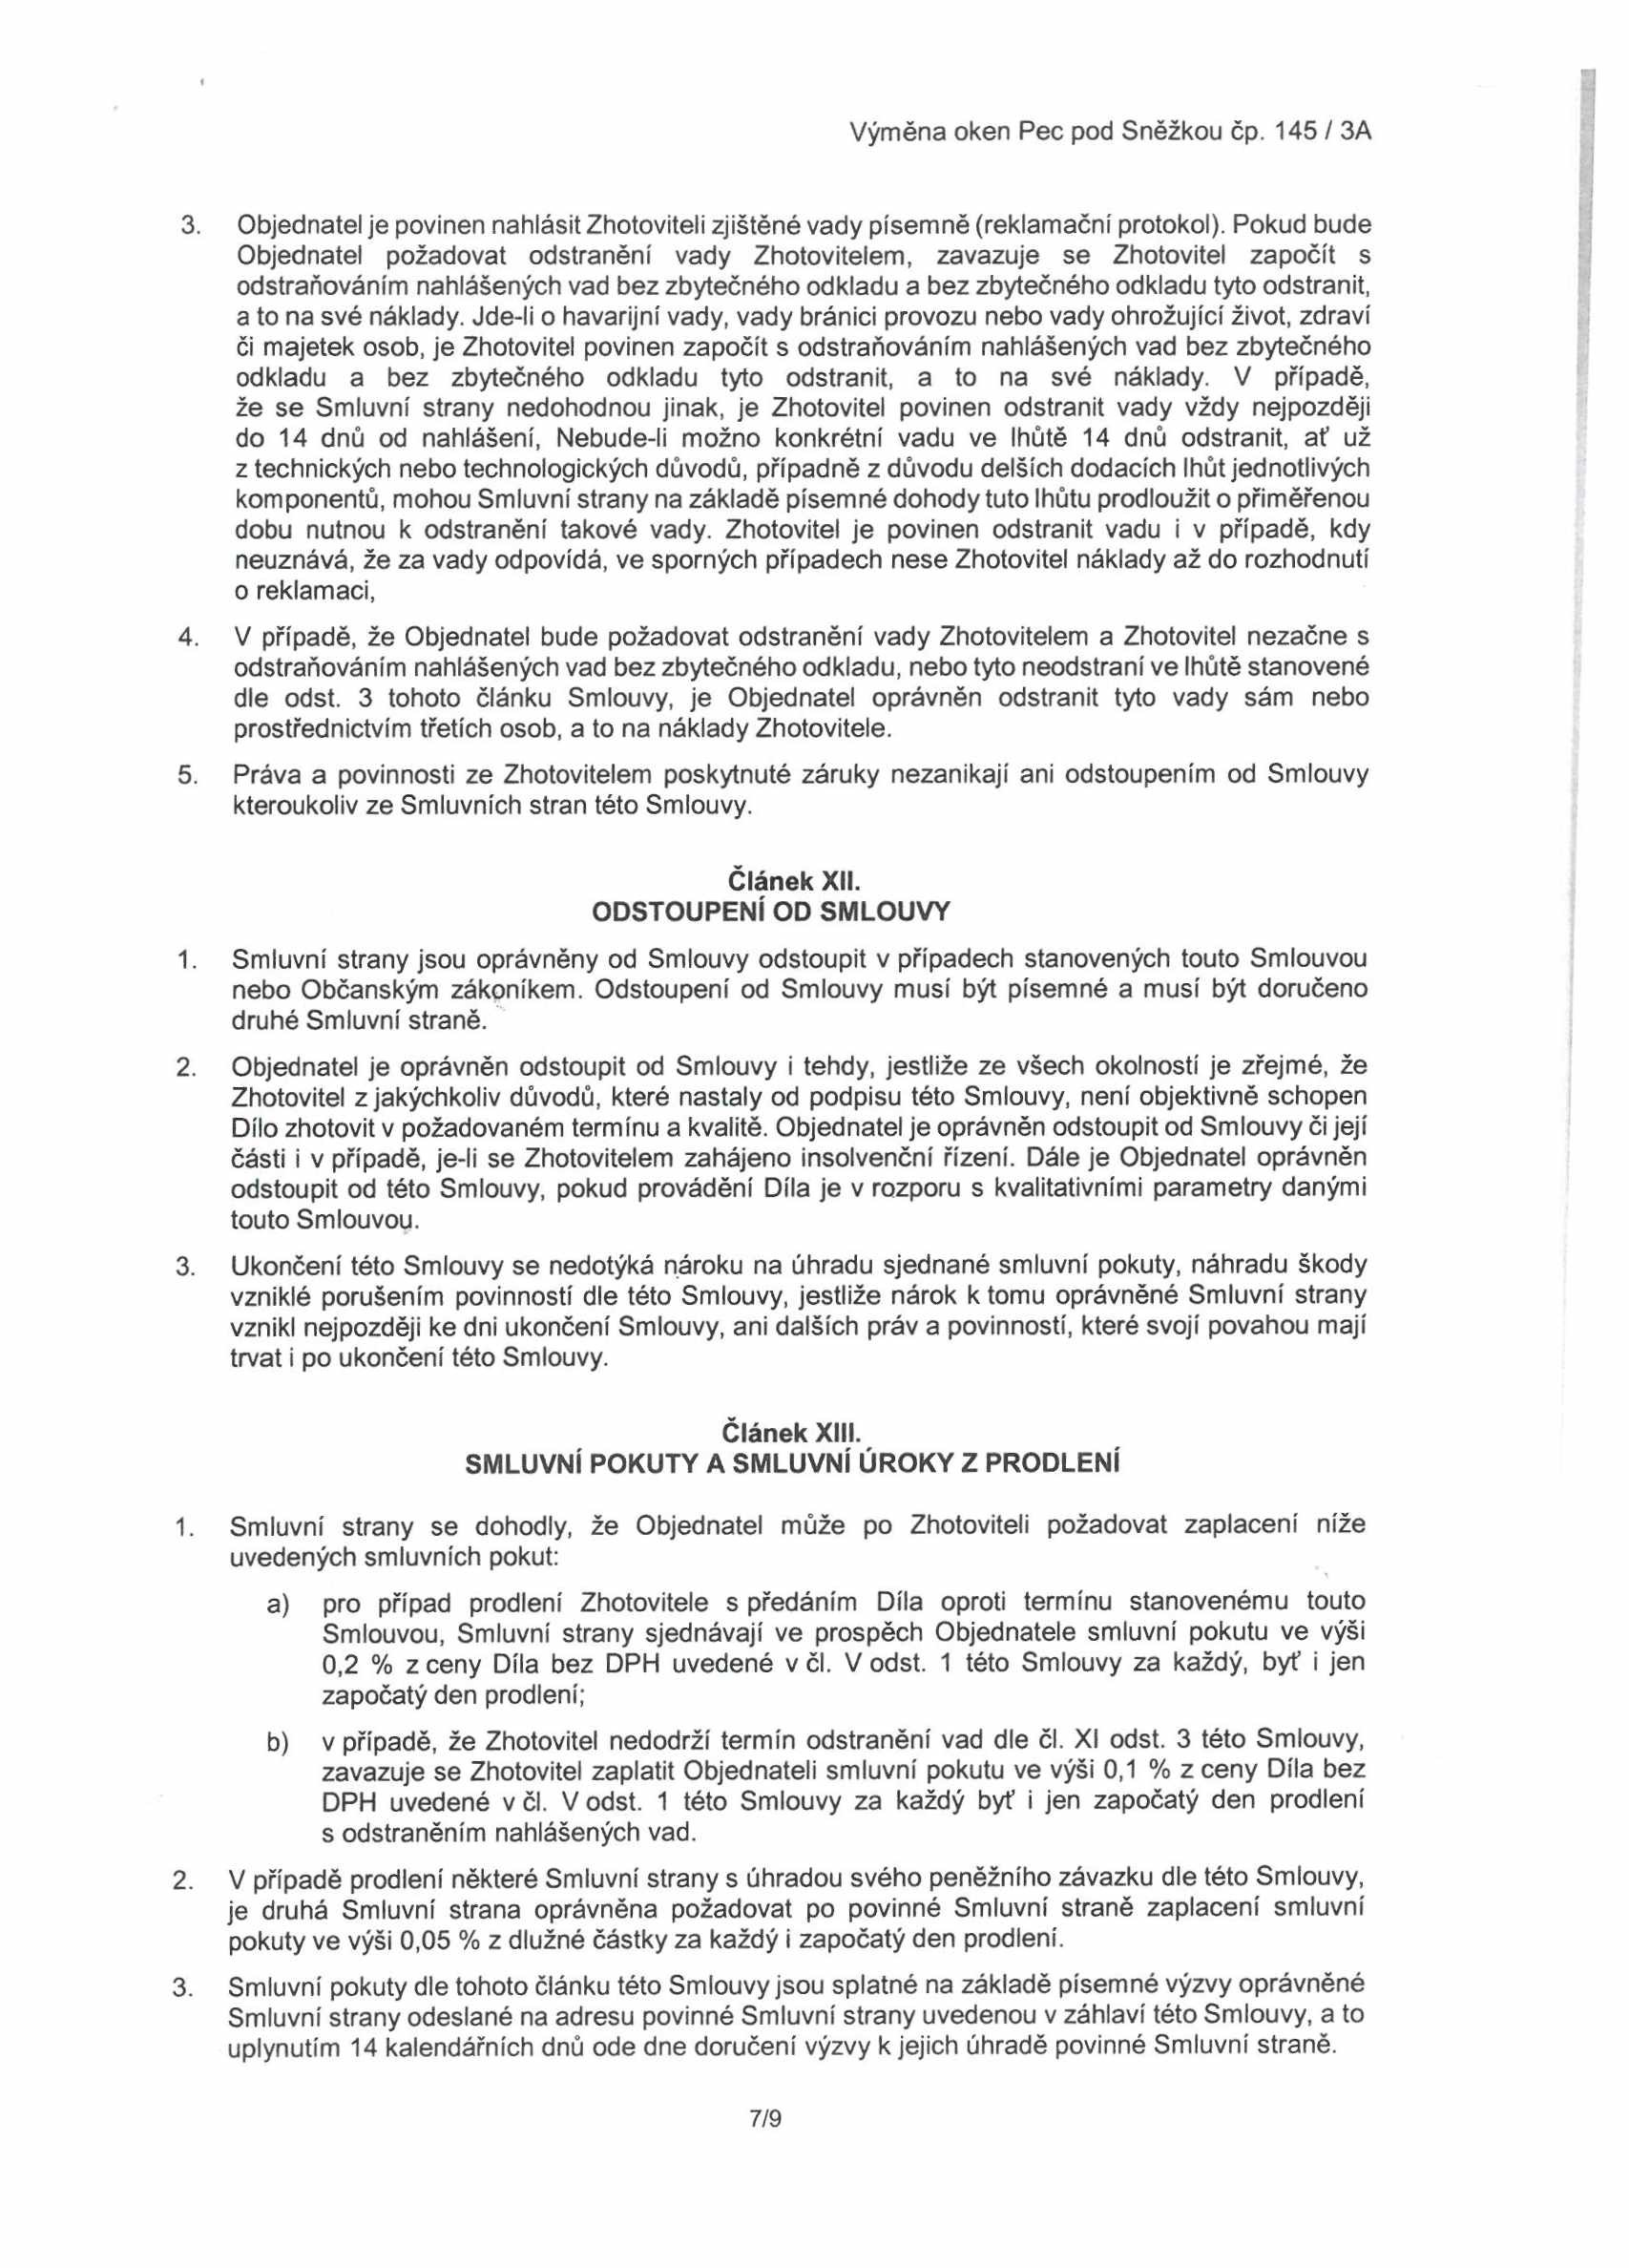 Výměna oken Pec pod Sněžkou čp. 145 / 3A
3. Objednatel je povinen nahlásit Zhotoviteli zjištěné vady písemně (reklamační protokol). Pokud bude
Objednatel požadovat odstranění vady Zhotovitelem, zavazuje se Zhotovitel započít s
odstraňováním nahlášených vad bez zbytečného odkladu a bez zbytečného odkladu tyto odstranit,
a to na své náklady. Jde-li o havarijní vady, vady bránici provozu nebo vady ohrožující život, zdraví
či majetek osob, je Zhotovitel povinen započít s odstraňováním nahlášených vad bez zbytečného
odkladu a bez zbytečného odkladu tyto odstranit, a to na své náklady. V případě,
že se Smluvní strany nedohodnou jinak, je Zhotovitel povinen odstranit vady vždy nejpozději
do 14 dnů od nahlášení, Nebude-li možno konkrétní vadu ve lhůtě 14 dnů odstranit, ať už
z technických nebo technologických důvodů, případně z důvodu delších dodacích lhůt jednotlivých
komponentů, mohou Smluvní strany na základě písemné dohody tuto lhůtu prodloužit o přiměřenou
dobu nutnou k odstranění takové vady. Zhotovitel je povinen odstranit vadu i v případě, kdy
neuznává, že za vady odpovídá, ve sporných případech nese Zhotovitel náklady až do rozhodnutí
o reklamaci,
4. V případě, že Objednatel bude požadovat odstranění vady Zhotovitelem a Zhotovitel nezačne s
odstraňováním nahlášených vad bez zbytečného odkladu, nebo tyto neodstraní ve lhůtě stanovené
dle odst. 3 tohoto článku Smlouvy, je Objednatel oprávněn odstranit tyto vady sám nebo
prostřednictvím třetích osob, a to na náklady Zhotovitele.
5. Práva a povinnosti ze Zhotovitelem poskytnuté záruky nezanikají ani odstoupením od Smlouvy
kteroukoliv ze Smluvních stran této Smlouvy.
Článek XII.
ODSTOUPENÍ OD SMLOUVY
1. Smluvní strany jsou oprávněny od Smlouvy odstoupit v případech stanovených touto Smlouvou
nebo Občanským zákoníkem. Odstoupení od Smlouvy musí být písemné a musí být doručeno
druhé Smluvní straně.
2. Objednatel je oprávněn odstoupit od Smlouvy i tehdy, jestliže ze všech okolností je zřejmé, že
Zhotovitel z jakýchkoliv důvodů, které nastaly od podpisu této Smlouvy, není objektivně schopen
Dílo zhotovit v požadovaném termínu a kvalitě. Objednatel je oprávněn odstoupit od Smlouvy či její
části i v případě, je-li se Zhotovitelem zahájeno insolvenční řízení. Dále je Objednatel oprávněn
odstoupit od této Smlouvy, pokud provádění Díla je v rozporu s kvalitativními parametry danými
touto Smlouvou.
3. Ukončení této Smlouvy se nedotýká nároku na úhradu sjednané smluvní pokuty, náhradu škody
vzniklé porušením povinností dle této Smlouvy, jestliže nárok k tomu oprávněné Smluvní strany
vznikl nejpozději ke dni ukončení Smlouvy, ani dalších práv a povinností, které svojí povahou mají
trvat i po ukončení této Smlouvy.
Článek XIII.
SMLUVNÍ POKUTY A SMLUVNÍ ÚROKY Z PRODLENÍ
1. Smluvní strany se dohodly, že Objednatel může po Zhotoviteli požadovat zaplacení níže
uvedených smluvních pokut:
a) pro případ prodlení Zhotovitele s předáním Díla oproti termínu stanovenému touto
Smlouvou, Smluvní strany sjednávají ve prospěch Objednatele smluvní pokutu ve výši
0,2 % z ceny Díla bez DPH uvedené v čl. V odst. 1 této Smlouvy za každý, byť i jen
započatý den prodlení;
b) v případě, že Zhotovitel nedodrží termín odstranění vad dle čl. XI odst. 3 této Smlouvy,
zavazuje se Zhotovitel zaplatit Objednateli smluvní pokutu ve výši 0,1 % z ceny Díla bez
DPH uvedené v čl. V odst. 1 této Smlouvy za každý byť i jen započatý den prodlení
s odstraněním nahlášených vad.
2. V případě prodlení některé Smluvní strany s úhradou svého peněžního závazku dle této Smlouvy,
je druhá Smluvní strana oprávněna požadovat po povinné Smluvní straně zaplacení smluvní
pokuty ve výši 0,05 % z dlužné částky za každý i započatý den prodlení.
3. Smluvní pokuty dle tohoto článku této Smlouvy jsou splatné na základě písemné výzvy oprávněné
Smluvní strany odeslané na adresu povinné Smluvní strany uvedenou v záhlaví této Smlouvy, a to
uplynutím 14 kalendářních dnů ode dne doručení výzvy k jejich úhradě povinné Smluvní straně.
7/9